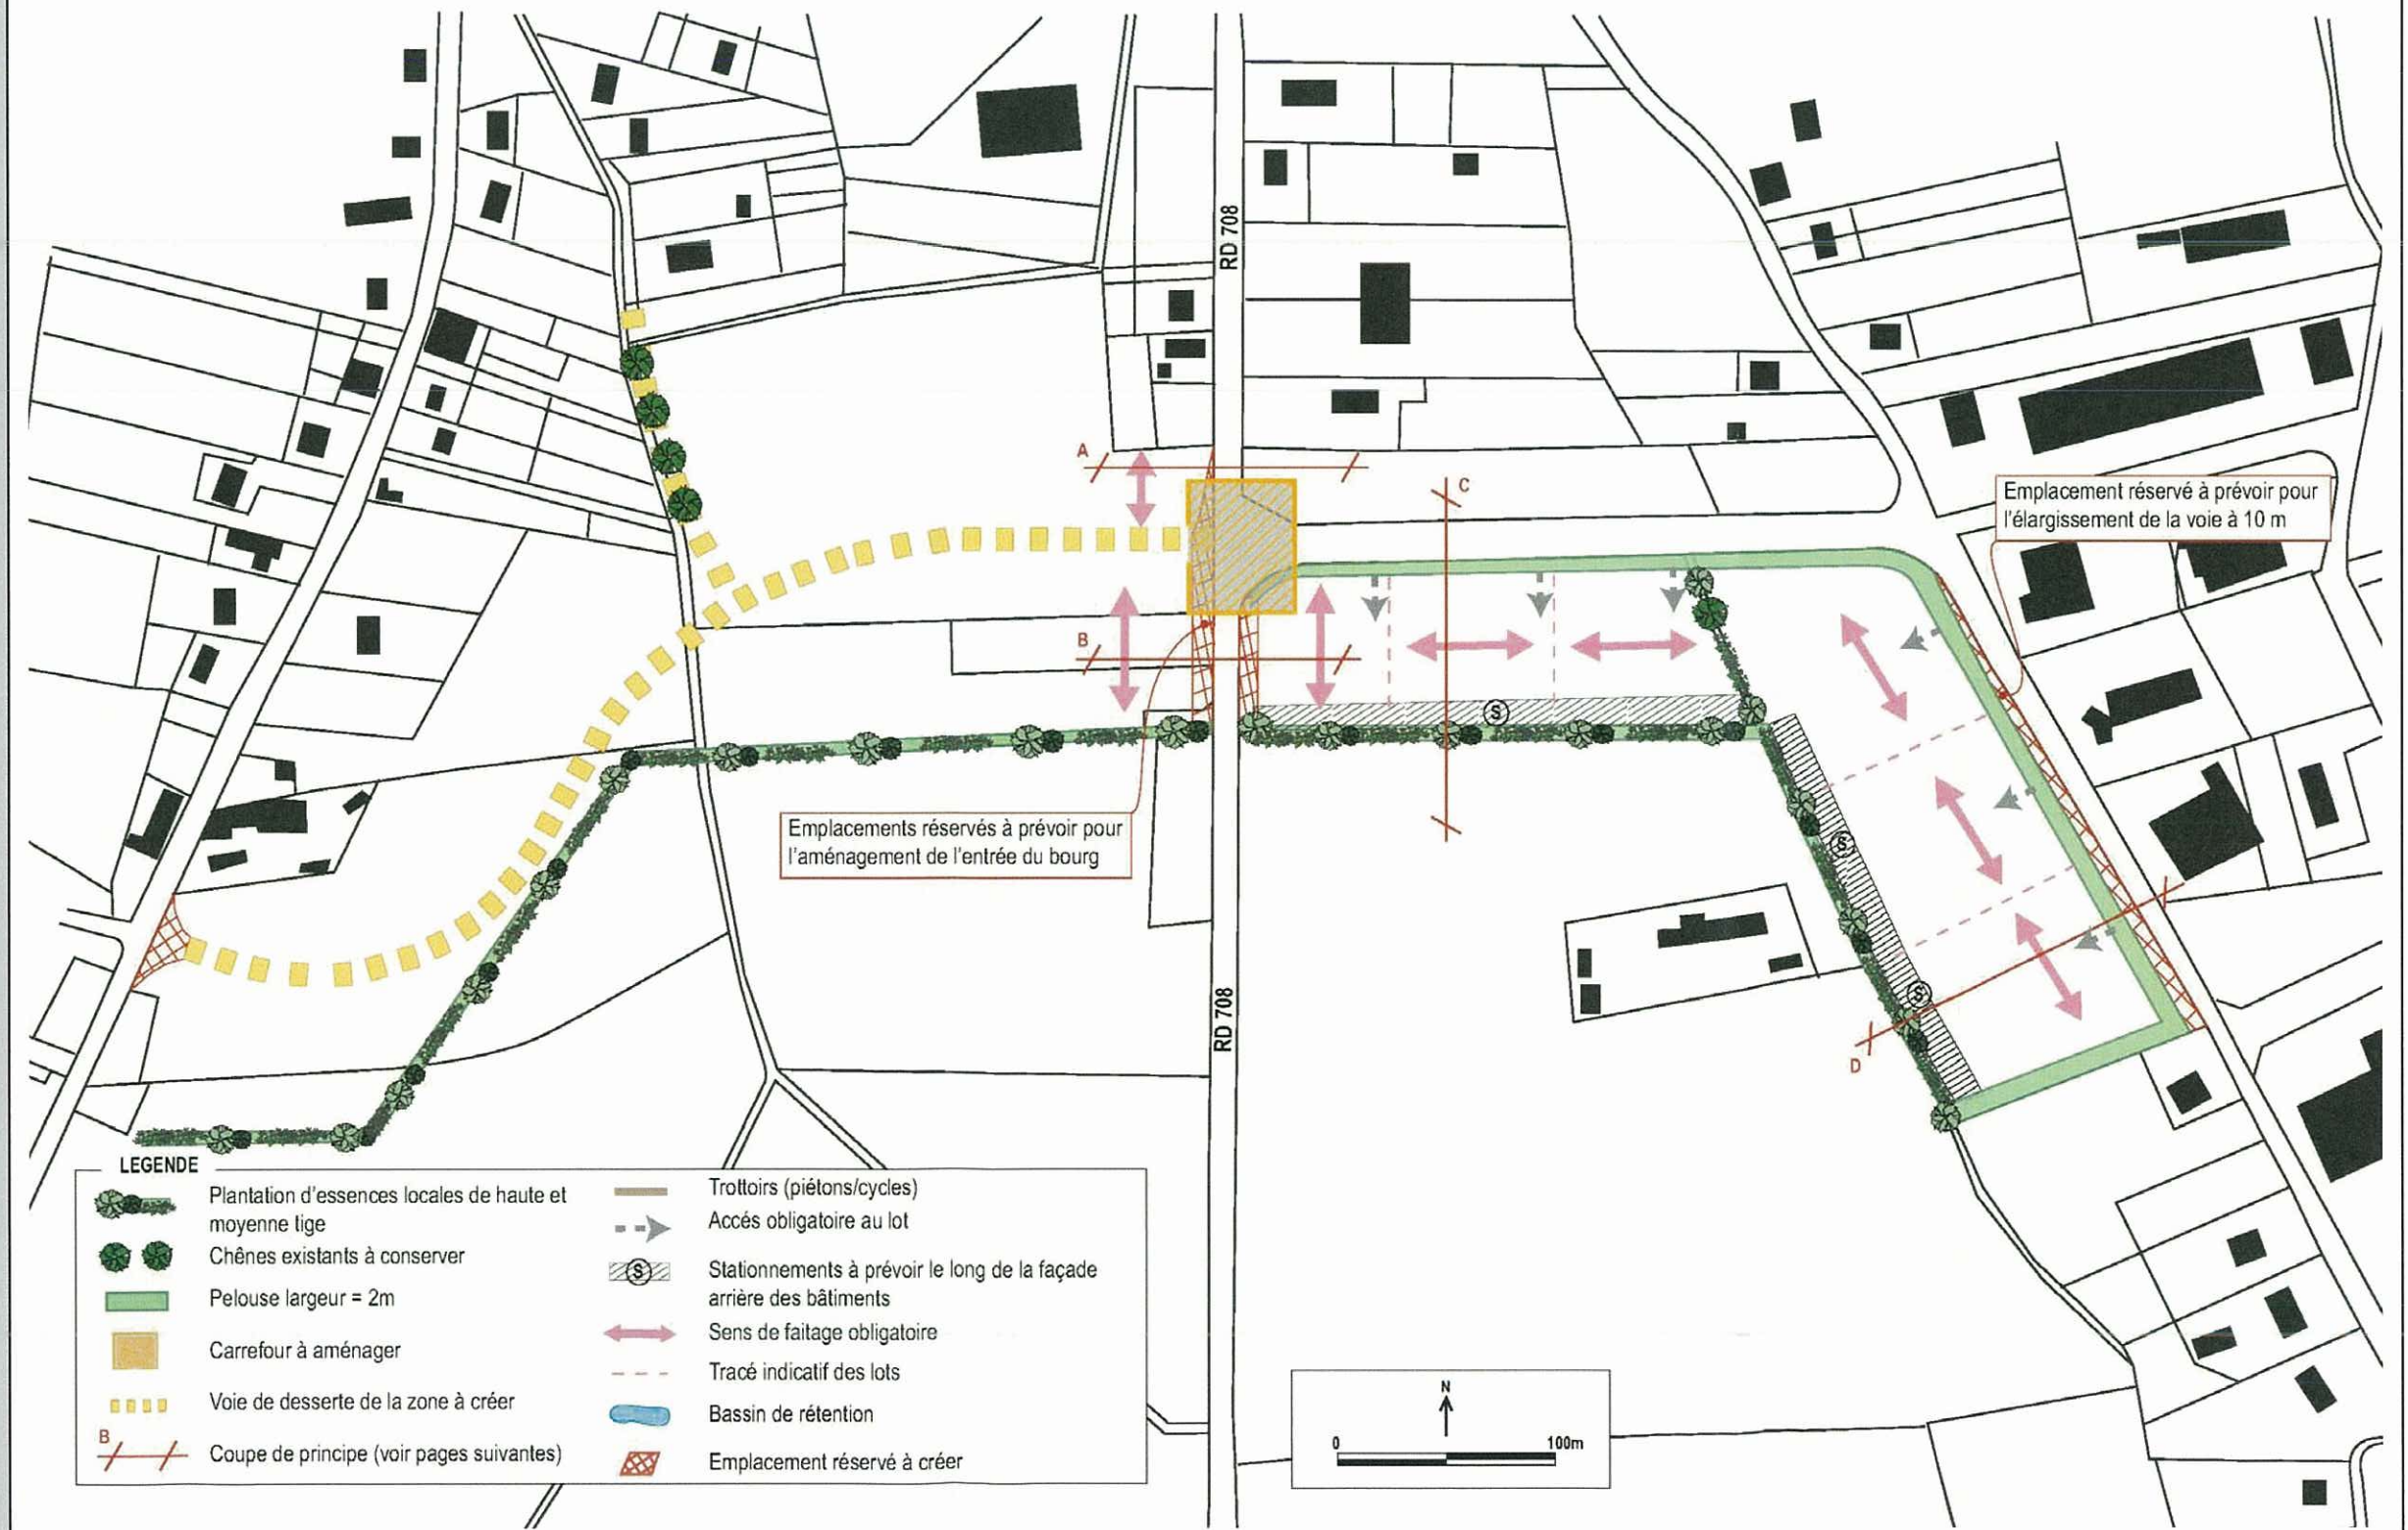 RD 708
A
C
Emplacement réservé à prévoir pour
l'élargissement de la voie à 10 m
B
S
Emplacements réservés à prévoir pour
l'aménagement de l'entrée du bourg
S
S
RD 708
D
LEGENDE
Plantation d'essences locales de haute et
moyenne tige
Chênes existants à conserver
Pelouse largeur = 2m
Carrefour à aménager
Voie de desserte de la zone à créer
B
Coupe de principe (voir pages suivantes)
Trottoirs (piétons/cycles)
Accés obligatoire au lot
S
Stationnements à prévoir le long de la façade
arrière des bâtiments
Sens de faitage obligatoire
Tracé indicatif des lots
Bassin de rétention
Emplacement réservé à créer
N
0 100m